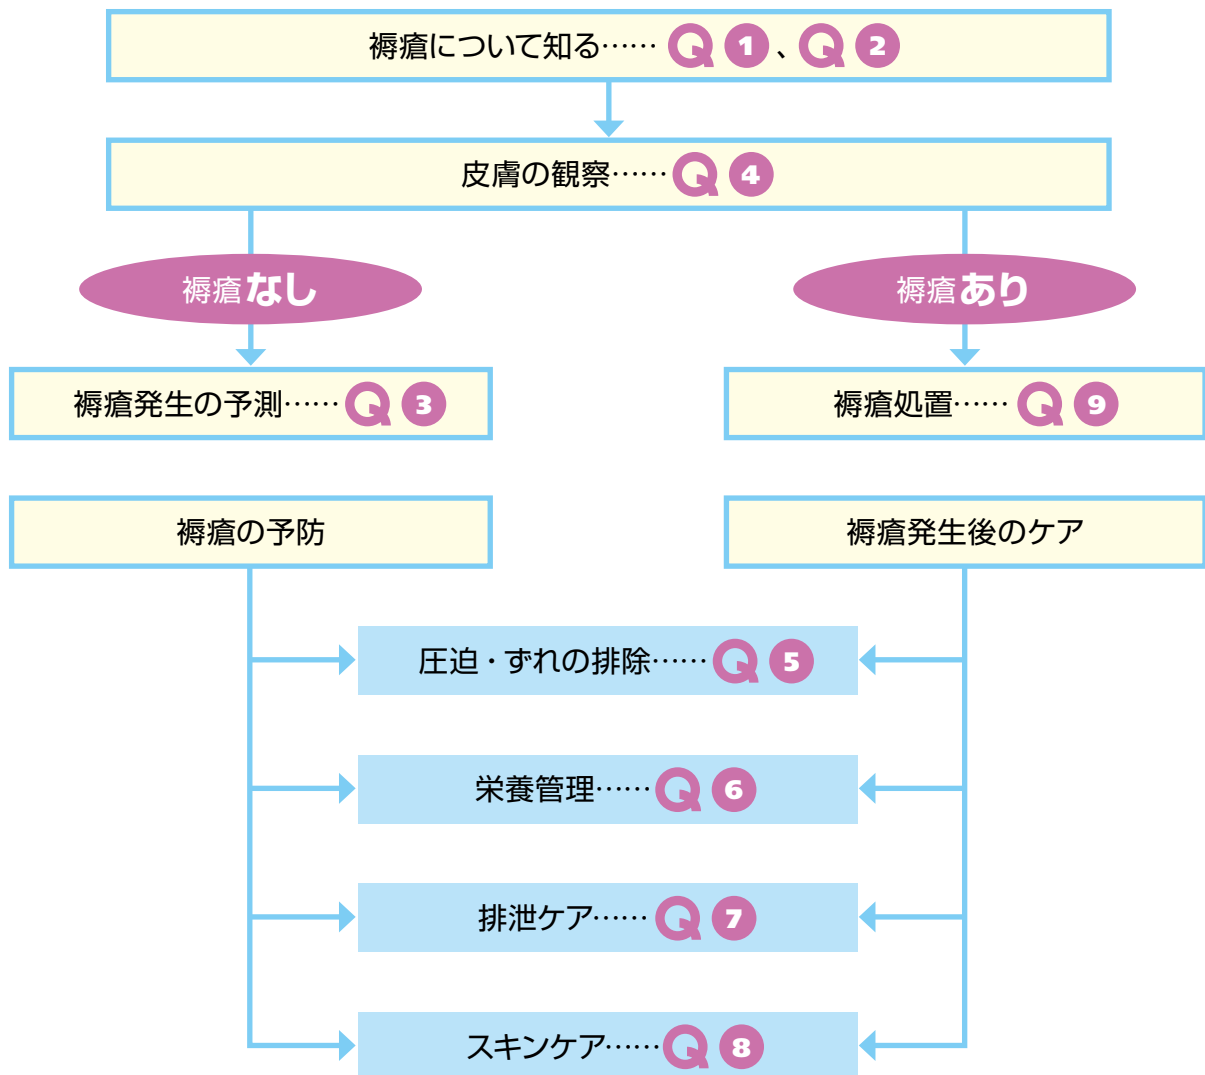 褥瘡について知る……Q1、Q2
皮膚の観察……Q4
褥瘡なし
褥瘡あり
褥瘡発生の予測……Q3
褥瘡処置……Q9
褥瘡の予防
褥瘡発生後のケア
圧迫・ずれの排除……Q5
栄養管理……Q6
排泄ケア……Q7
スキンケア……Q8